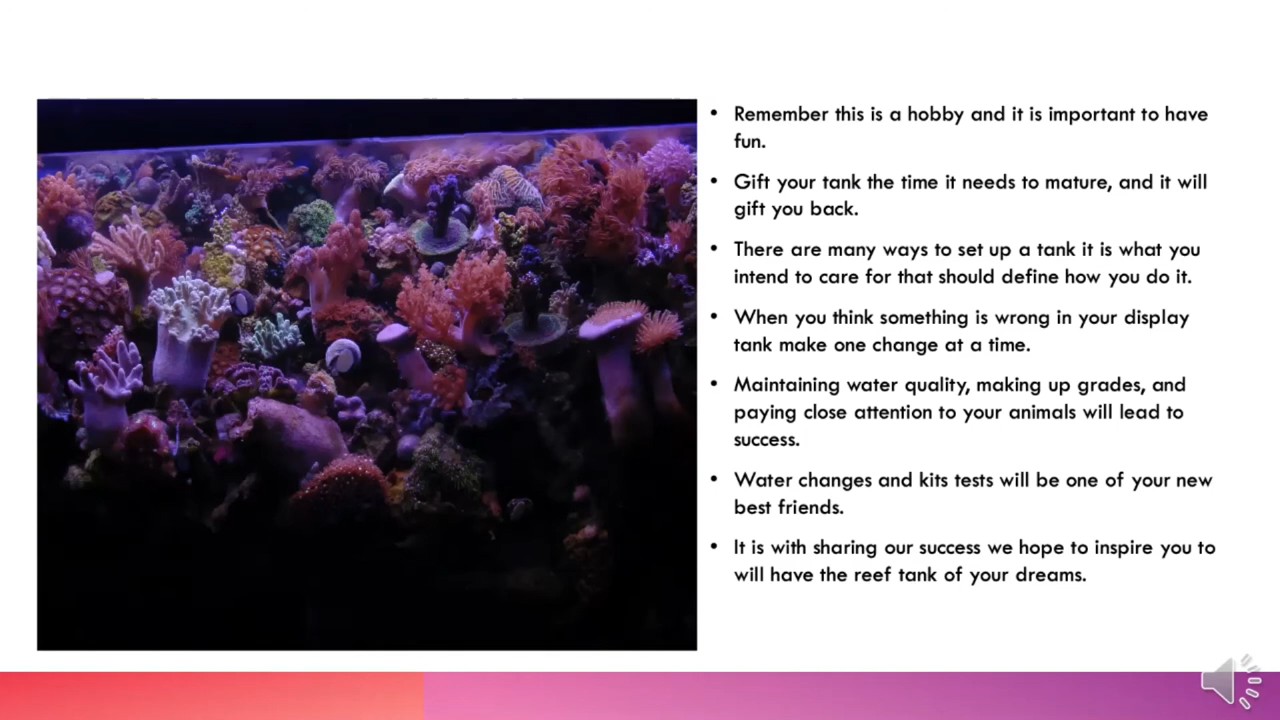 • Remember this is a hobby and it is important to have
fun.
• Gift your tank the time it needs to mature, and it will
gift you back.
• There are many ways to set up a tank it is what you
intend to care for that should define how you do it.
• When you think something is wrong in your display
tank make one change at a time.
• Maintaining water quality, making up grades, and
paying close attention to your animals will lead to
success.
• Water changes and kits tests will be one of your new
best friends.
• It is with sharing our success we hope to inspire you to
will have the reef tank of your dreams.